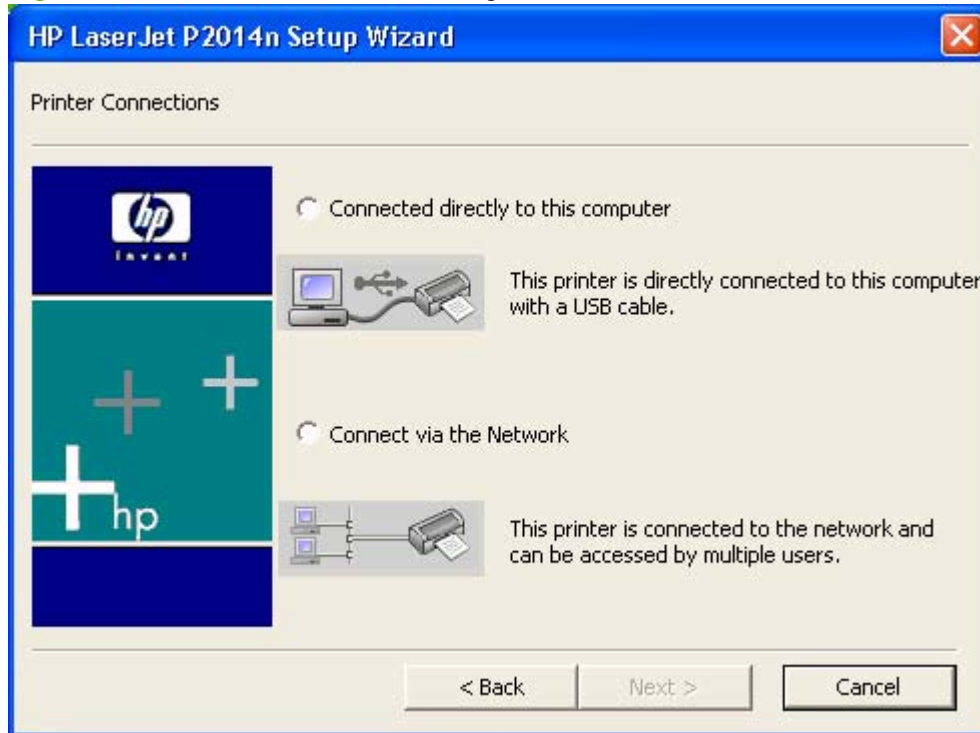 HP LaserJet P2014n Setup Wizard
Printer Connections
hp
invent
Connected directly to this computer
This printer is directly connected to this computer
with a USB cable.
Connect via the Network
hp
This printer is connected to the network and
can be accessed by multiple users.
< Back
Next >
Cancel